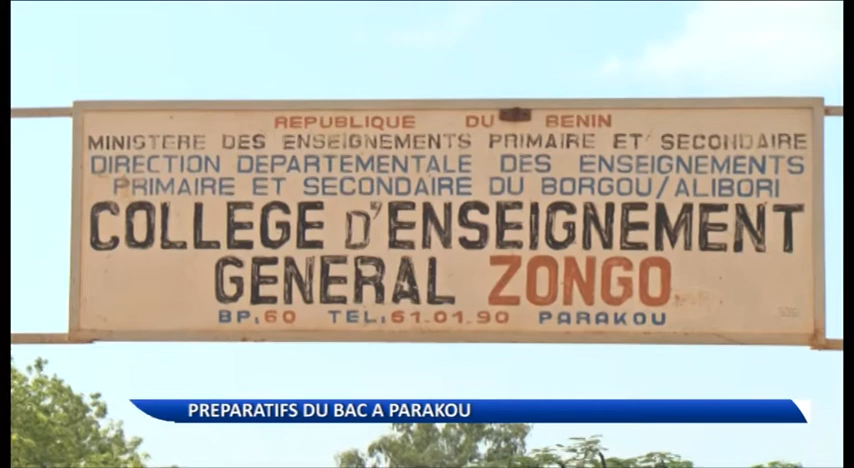 REPUBLIQUE DU BENIN
MINISTERE DES ENSEIGNEMENTS PRIMAIRE ET SECONDAIRE
DIRECTION DEPARTEMENTALE DES ENSEIGNEMENTS
PRIMAIRE ET SECONDAIRE DU BORGOU/ALIBORI
COLLEGE D'ENSEIGNEMENT
GENERAL ZONGO
BP:60 TEL:61.01.90 PARAKOU
PREPARATIFS DU BAC A PARAKOU